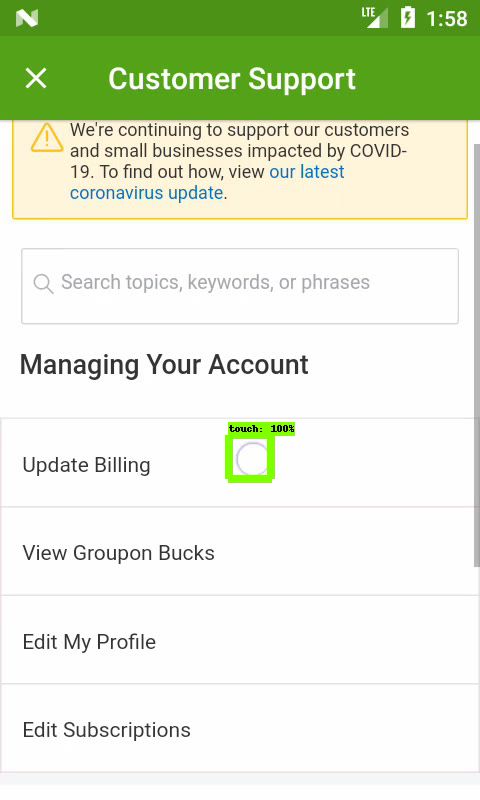 LTE 1:58
Customer Support
We're continuing to support our customers
and small businesses impacted by COVID-
19. To find out how, view our latest
coronavirus update.
Search topics, keywords, or phrases
Managing Your Account
touch: 100%
Update Billing
View Groupon Bucks
Edit My Profile
Edit Subscriptions